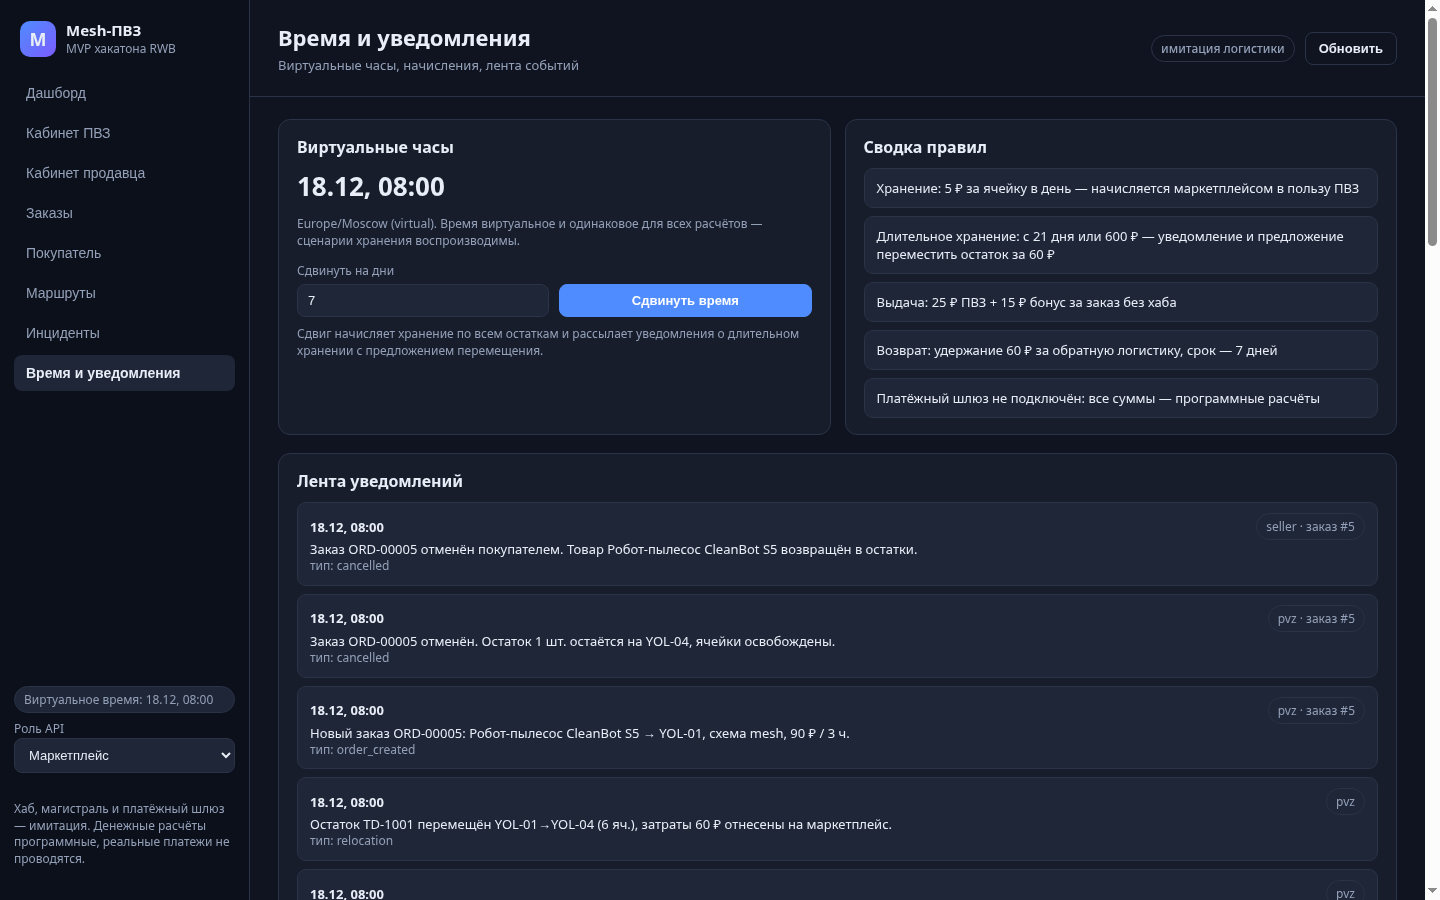 M
Mesh-ПВЗ
MVP хакатона RWB
Дашборд
Кабинет ПВЗ
Кабинет продавца
Заказы
Покупатель
Маршруты
Инциденты
Время и уведомления
Виртуальное время: 18.12, 08:00
Роль API
Маркетплейс
Хаб, магистраль и платёжный шлюз
— имитация. Денежные расчёты
программные, реальные платежи не
проводятся.
Время и уведомления
Виртуальные часы, начисления, лента событий
имитация логистики
Обновить
Виртуальные часы
18.12, 08:00
Europe/Moscow (virtual). Время виртуальное и одинаковое для всех расчётов —
сценарии хранения воспроизводимы.
Сдвинуть на дни
7
Сдвинуть время
Сдвиг начисляет хранение по всем остаткам и рассылает уведомления о длительном
хранении с предложением перемещения.
Сводка правил
Хранение: 5 ₽ за ячейку в день — начисляется маркетплейсом в пользу ПВЗ
Длительное хранение: с 21 дня или 600 ₽ — уведомление и предложение
переместить остаток за 60 ₽
Выдача: 25 ₽ ПВЗ + 15 ₽ бонус за заказ без хаба
Возврат: удержание 60 ₽ за обратную логистику, срок — 7 дней
Платёжный шлюз не подключён: все суммы — программные расчёты
Лента уведомлений
18.12, 08:00
seller · заказ #5
Заказ ORD-00005 отменён покупателем. Товар Робот-пылесос CleanBot S5 возвращён в остатки.
тип: cancelled
18.12, 08:00
pvz · заказ #5
Заказ ORD-00005 отменён. Остаток 1 шт. остаётся на YOL-04, ячейки освобождены.
тип: cancelled
18.12, 08:00
pvz · заказ #5
Новый заказ ORD-00005: Робот-пылесос CleanBot S5 → YOL-01, схема mesh, 90 ₽ / 3 ч.
тип: order_created
18.12, 08:00
pvz
Остаток TD-1001 перемещён YOL-01→YOL-04 (6 яч.), затраты 60 ₽ отнесены на маркетплейс.
тип: relocation
18.12, 08:00
pvz